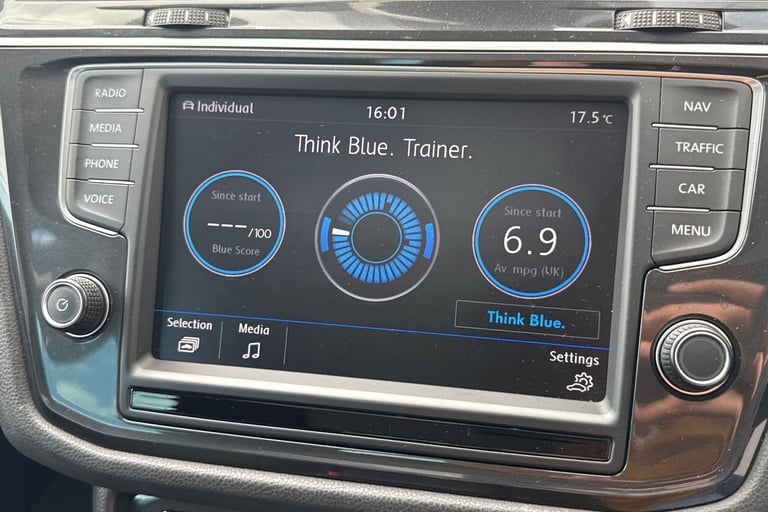 RADIO
MEDIA
PHONE
VOICE
Individual
16:01
17.5°C
Think Blue. Trainer.
Since start
---/100
Blue Score
Since start
6.9
Av. mpg (UK)
Think Blue.
Selection
Media
Settings
NAV
TRAFFIC
CAR
MENU